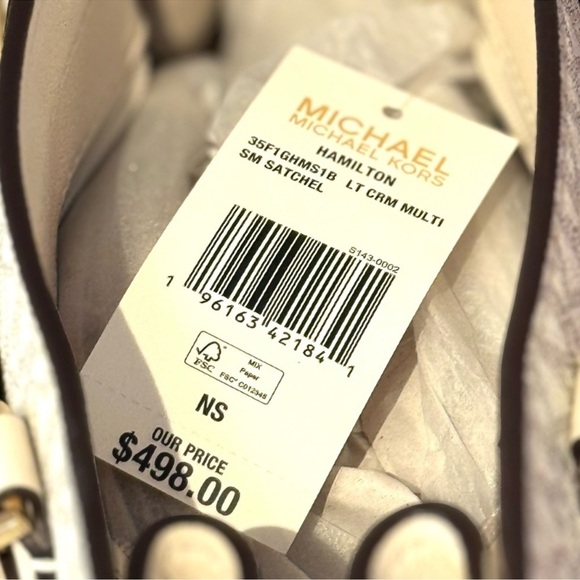 MICHAEL
MICHAEL KORS
HAMILTON
35F1GHMS1B LT CRM MULTI
SM SATCHEL
S143-0002
1 96163 42184 1
FSC
MIX
Paper
FSC® C012948
NS
OUR PRICE
$498.00